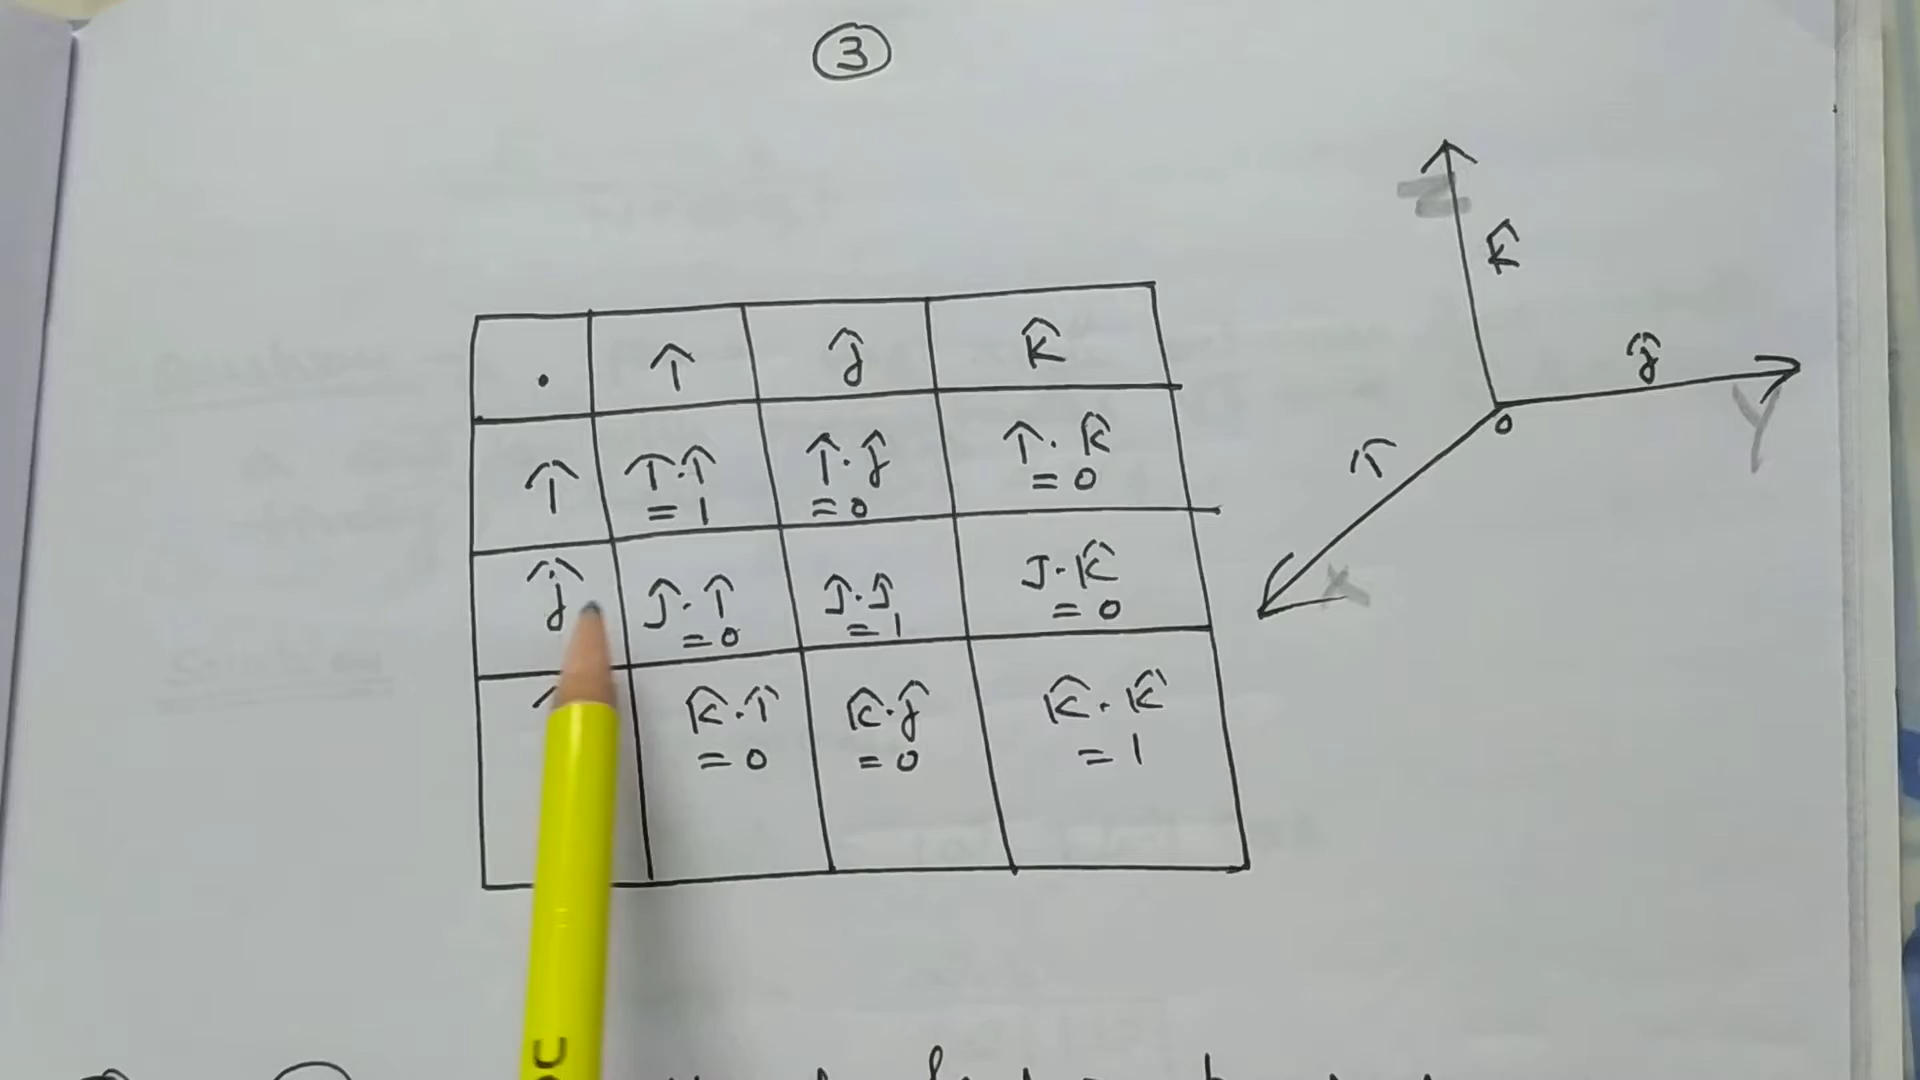 3
. î ĵ k̂
î î·î î·ĵ î·k̂
= 1 = 0 = 0
ĵ ĵ·î ĵ·ĵ J·k̂
= 0 = 1 = 0
k̂·î k̂·ĵ k̂·k̂
= 0 = 0 = 1
Z
k̂
ĵ
Y
o
î
X